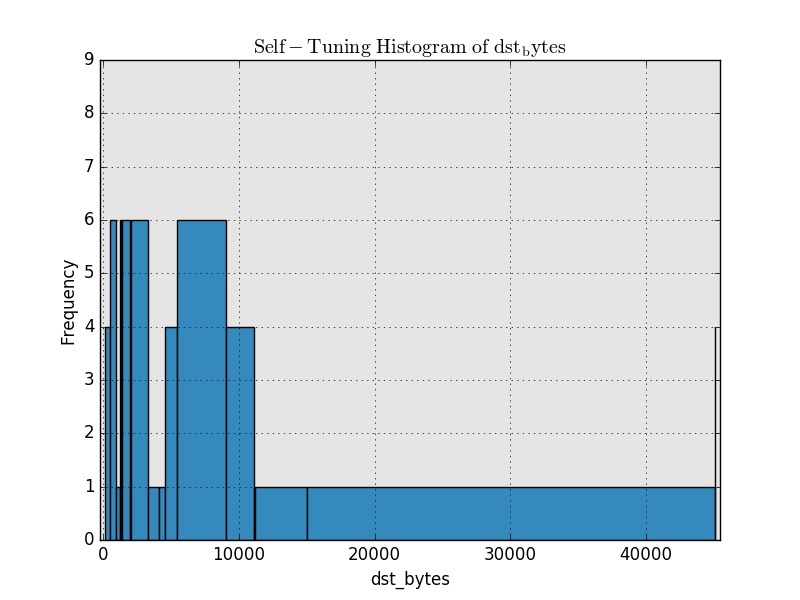 Self − Tuning Histogram of dst_bytes
9
8
7
6
5
4
3
2
1
0
Frequency
0 10000 20000 30000 40000
dst_bytes